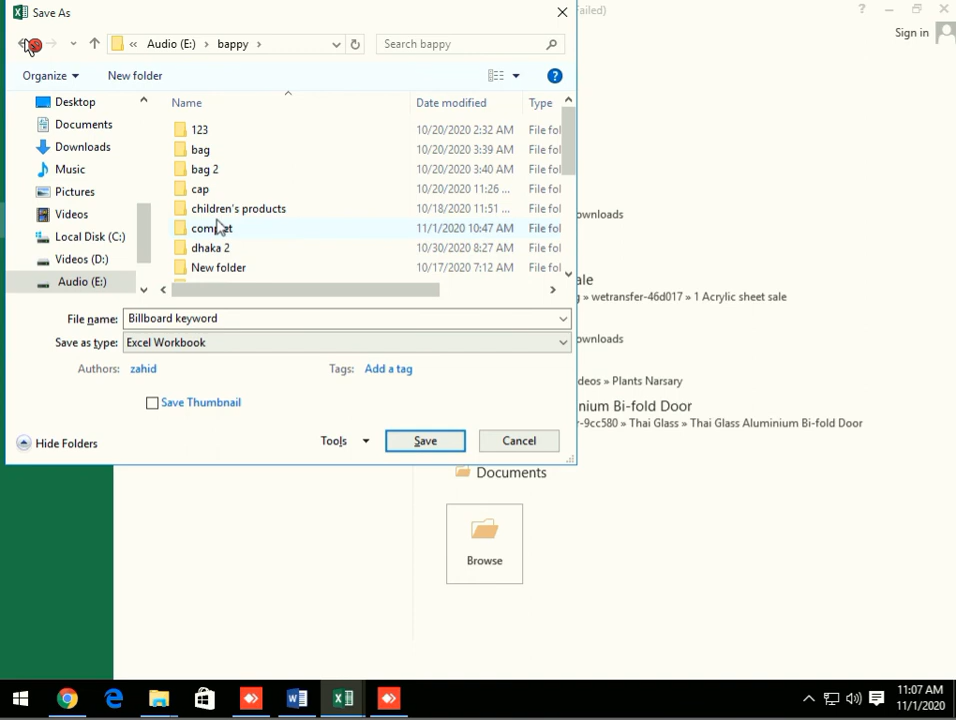 Save As
ailed)
?
Sign in
« Audio (E:) › bappy ›
Search bappy
Organize
New folder
?
Desktop
Documents
Downloads
Music
Pictures
Videos
Local Disk (C:)
Videos (D:)
Audio (E:)
Name Date modified Type
123 10/20/2020 2:32 AM File fol
bag 10/20/2020 3:39 AM File fol
bag 2 10/20/2020 3:40 AM File fol
cap 10/20/2020 11:26 ... File fol
children's products 10/18/2020 11:51 ... File fol
11/1/2020 10:47 AM File fol
dhaka 2 10/30/2020 8:27 AM File fol
New folder 10/17/2020 7:12 AM File fol
File name: Billboard keyword
Save as type: Excel Workbook
Authors: zahid
Tags: Add a tag
Save Thumbnail
Hide Folders
Tools
Save
Cancel
ownloads
ale
g » wetransfer-46d017 » 1 Acrylic sheet sale
ownloads
deos » Plants Narsary
nium Bi-fold Door
r-9cc580 » Thai Glass » Thai Glass Aluminium Bi-fold Door
Documents
Browse
11:07 AM
11/1/2020